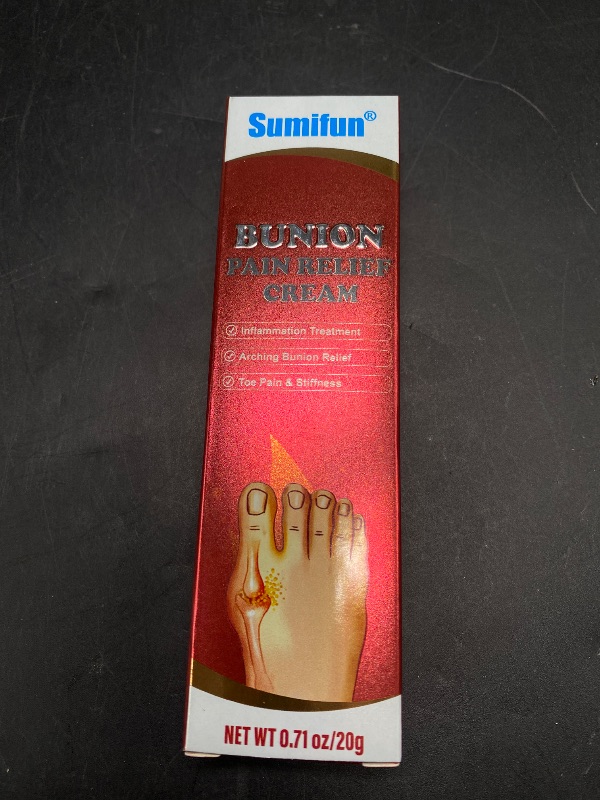 Sumifun®
BUNION
PAIN RELIEF
CREAM
Inflammation Treatment
Arching Bunion Relief
Toe Pain & Stiffness
NET WT 0.71 oz/20g